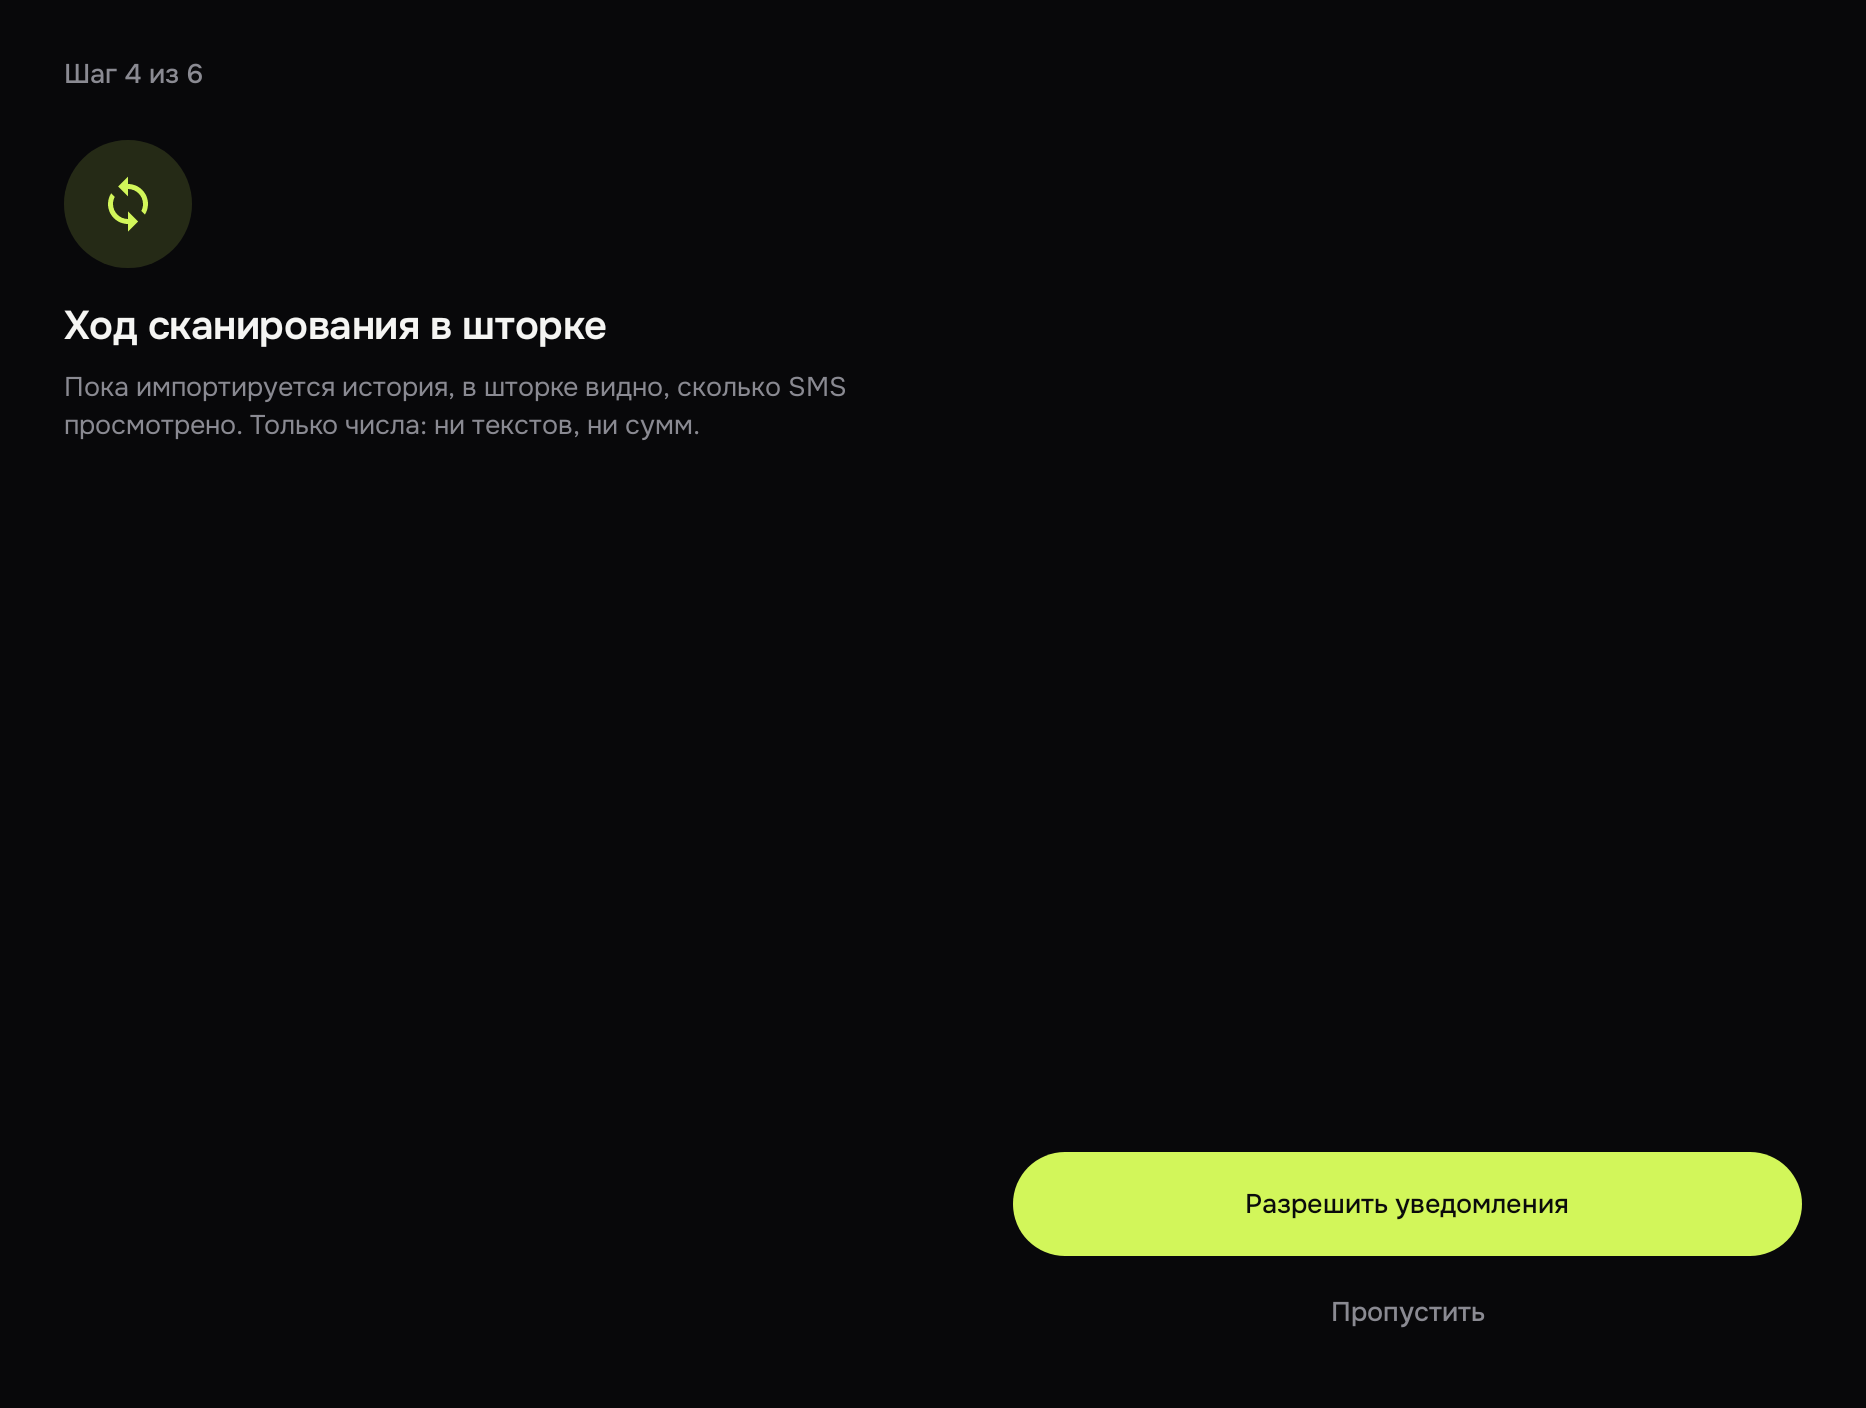 Шаг 4 из 6
Ход сканирования в шторке
Пока импортируется история, в шторке видно, сколько SMS
просмотрено. Только числа: ни текстов, ни сумм.
Разрешить уведомления
Пропустить